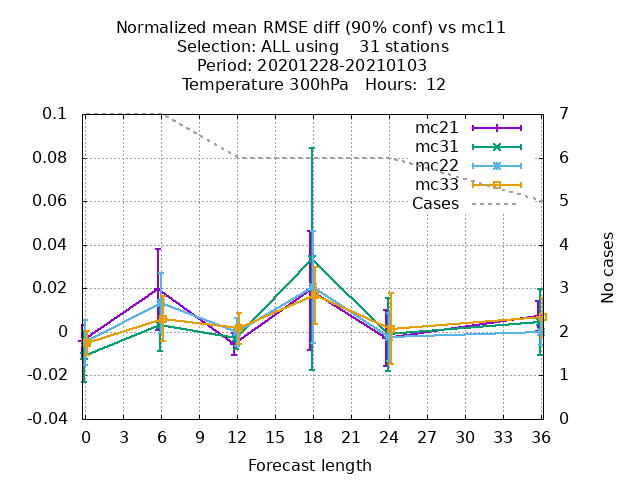 Normalized mean RMSE diff (90% conf) vs mc11
Selection: ALL using    31 stations
Period: 20201228-20210103
Temperature 300hPa   Hours:  12
0.1
0.08
0.06
0.04
0.02
0
-0.02
-0.04
7
6
5
4
3
2
1
0
No cases
mc21
mc31
mc22
mc33
Cases
0 3 6 9 12 15 18 21 24 27 30 33 36
Forecast length